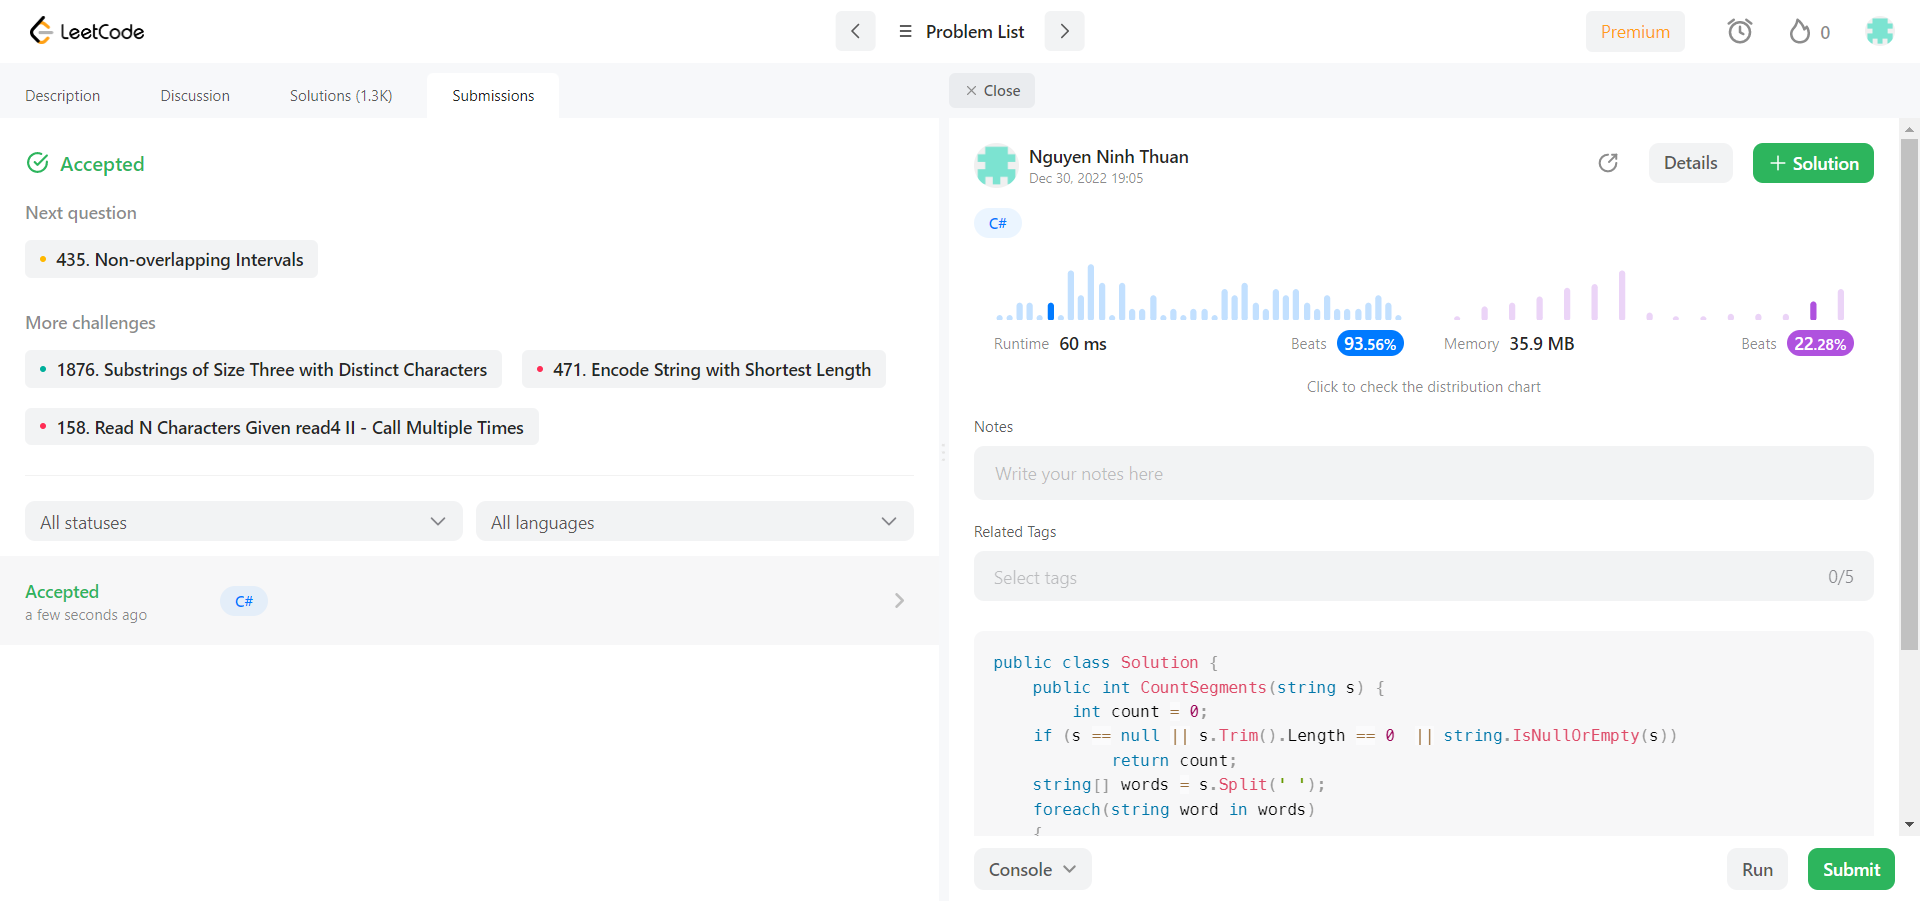 LeetCode
Problem List
Premium
0
Description
Discussion
Solutions (1.3K)
Submissions
Close
Accepted
Next question
435. Non-overlapping Intervals
More challenges
1876. Substrings of Size Three with Distinct Characters
471. Encode String with Shortest Length
158. Read N Characters Given read4 II - Call Multiple Times
All statuses
All languages
Accepted
a few seconds ago
C#
Nguyen Ninh Thuan
Dec 30, 2022 19:05
Details
+ Solution
C#
Runtime 60 ms
Beats 93.56%
Memory 35.9 MB
Beats 22.28%
Click to check the distribution chart
Notes
Write your notes here
Related Tags
Select tags
0/5
public class Solution {
    public int CountSegments(string s) {
        int count = 0;
    if (s == null || s.Trim().Length == 0  || string.IsNullOrEmpty(s))
            return count;
    string[] words = s.Split(' ');
    foreach(string word in words)
    {
Console
Run
Submit